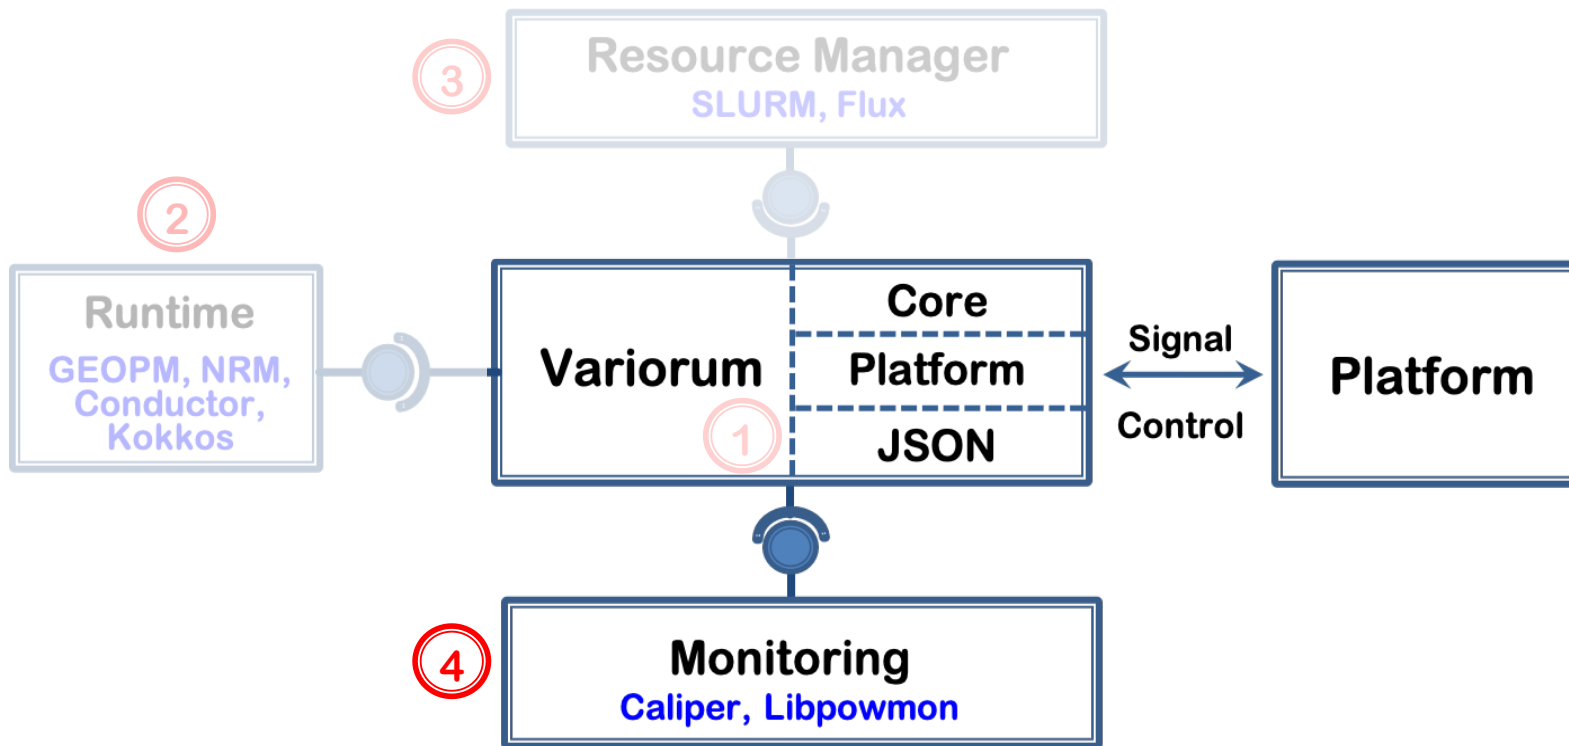 3
Resource Manager
SLURM, Flux
2
Runtime
GEOPM, NRM,
Conductor,
Kokkos
Variorum
1
Core
Platform
JSON
Signal
Control
Platform
4
Monitoring
Caliper, Libpowmon